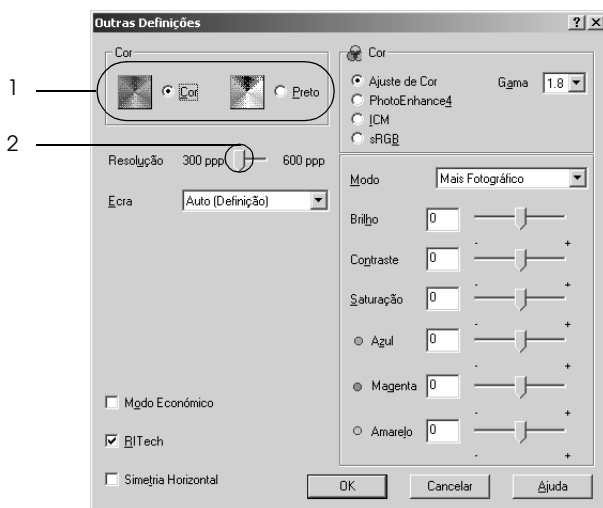 Outras Definições
Cor
Cor
Preto
1
2
Resolução 300 ppp 600 ppp
Ecra Auto (Definição)
Modo Económico
RITech
Simetria Horizontal
Cor
Ajuste de Cor
PhotoEnhance4
ICM
sRGB
Gama 1.8
Modo Mais Fotográfico
Brilho 0
- +
Contraste 0
- +
Saturação 0
- +
Azul 0
- +
Magenta 0
- +
Amarelo 0
- +
OK Cancelar Ajuda